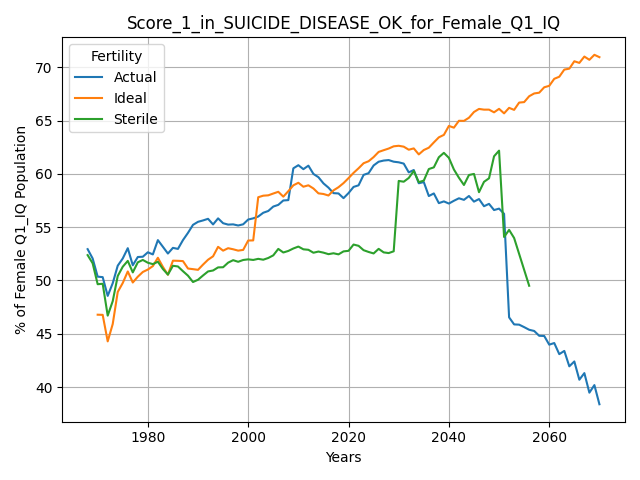 Score_1_in_SUICIDE_DISEASE_OK_for_Female_Q1_IQ
Fertility
Actual
Ideal
Sterile
% of Female Q1_IQ Population
70
65
60
55
50
45
40
1980
2000
2020
2040
2060
Years